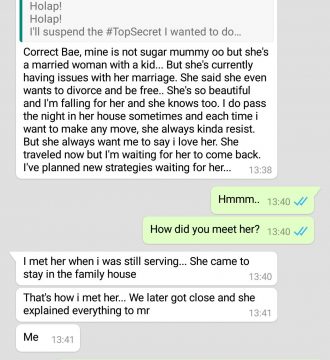 Holap!
Holap!
I'll suspend the #TopSecret I wanted to do…
Correct Bae, mine is not sugar mummy oo but she's
a married woman with a kid... But she's currently
having issues with her marriage. She said she even
wants to divorce and be free.. She's so beautiful
and I'm falling for her and she knows too. I do pass
the night in her house sometimes and each time i
want to make any move, she always kinda resist.
But she always want me to say i love her. She
traveled now but I'm waiting for her to come back.
I've planned new strategies waiting for her...
13:38
Hmmm.. 13:40
How did you meet her? 13:40
I met her when i was still serving... She came to
stay in the family house
13:40
That's how i met her... We later got close and she
explained everything to mr
13:41
Me 13:41